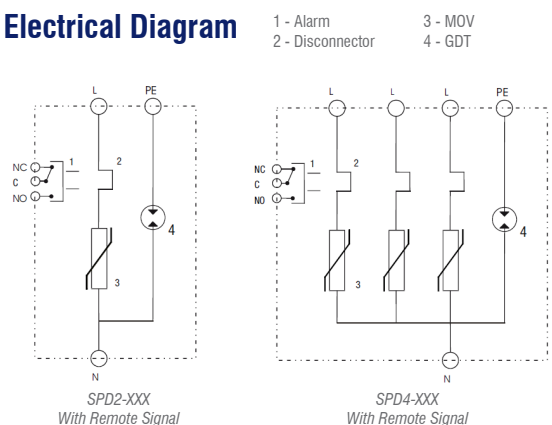 Electrical Diagram
1 - Alarm
2 - Disconnector
3 - MOV
4 - GDT
L
PE
NC
C
NO
1
2
4
3
N
SPD2-XXX
With Remote Signal
L
L
L
PE
NC
C
NO
1
2
4
3
N
SPD4-XXX
With Remote Signal